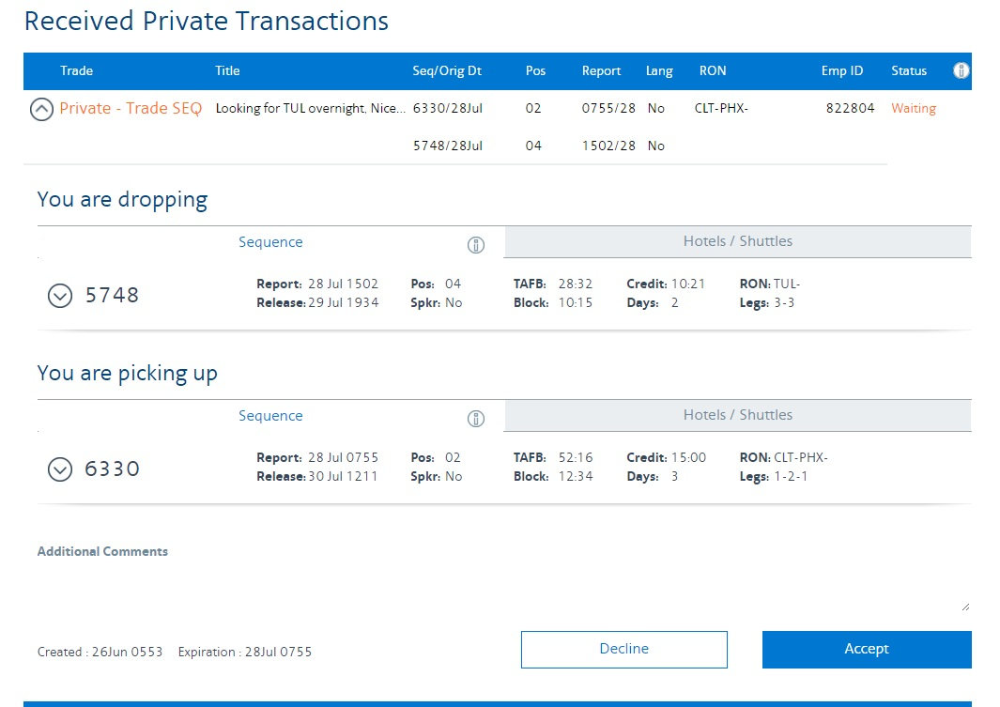 Received Private Transactions
Trade Title Seq/Orig Dt Pos Report Lang RON Emp ID Status
Private - Trade SEQ Looking for TUL overnight, Nice... 6330/28Jul 02 0755/28 No CLT-PHX- 822804 Waiting
5748/28Jul 04 1502/28 No
You are dropping
Sequence Hotels / Shuttles
5748 Report: 28 Jul 1502 Pos: 04 TAFB: 28:32 Credit: 10:21 RON: TUL-
Release: 29 Jul 1934 Spkr: No Block: 10:15 Days: 2 Legs: 3-3
You are picking up
Sequence Hotels / Shuttles
6330 Report: 28 Jul 0755 Pos: 02 TAFB: 52:16 Credit: 15:00 RON: CLT-PHX-
Release: 30 Jul 1211 Spkr: No Block: 12:34 Days: 3 Legs: 1-2-1
Additional Comments
Created : 26Jun 0553 Expiration : 28Jul 0755 Decline Accept